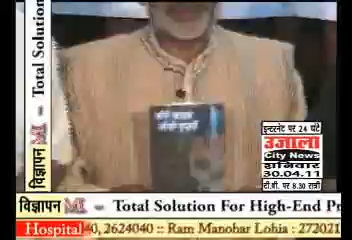 विज्ञापन M – Total Solution
इन्टरनेट पर 24 घंटे
उजाला
City News
शनिवार
30.04.11
टी.वी. पर 8.30 रात्री
विज्ञापन M – Total Solution For High-End P
Hospital 0, 2624040 :: Ram Manohar Lohia : 272021